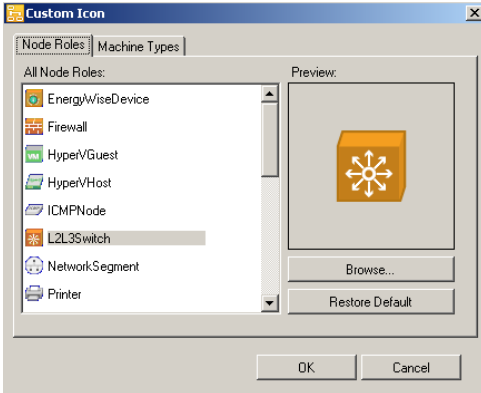 Custom Icon
Node Roles
Machine Types
All Node Roles:
Preview:
EnergyWiseDevice
Firewall
VM
HyperVGuest
HyperVHost
ICMPNode
L2L3Switch
NetworkSegment
Printer
Browse...
Restore Default
OK
Cancel